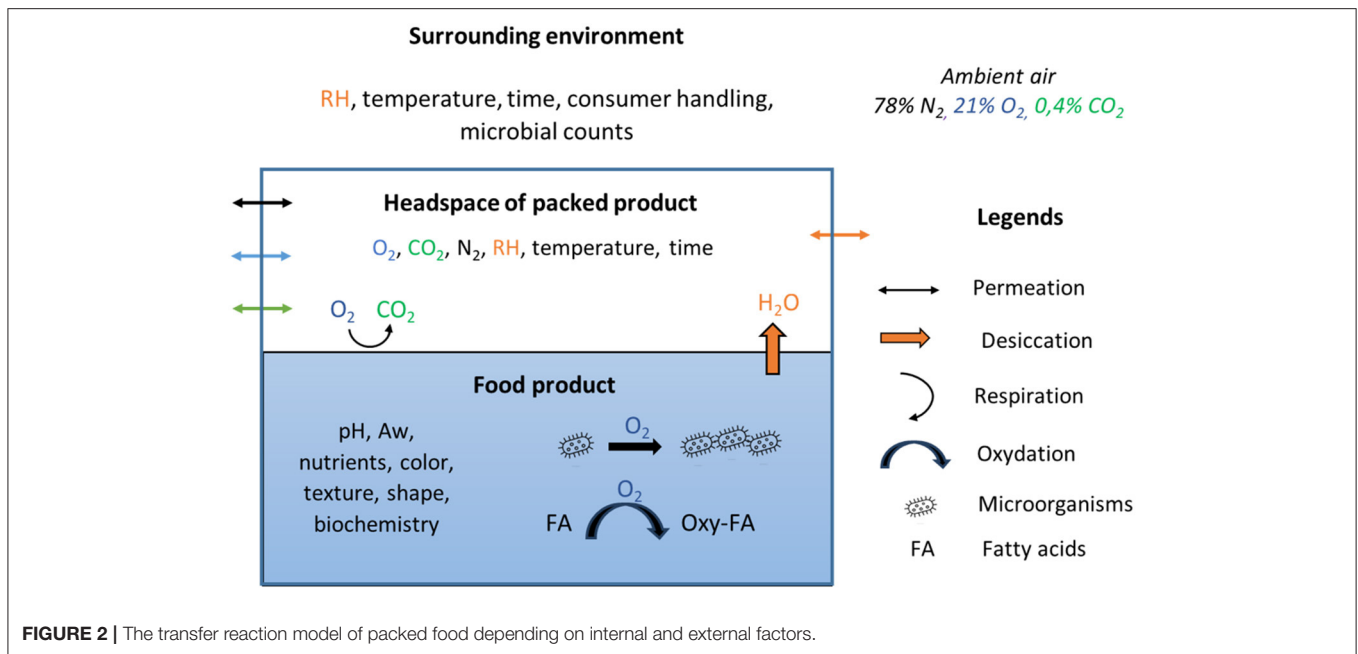 Surrounding environment
RH, temperature, time, consumer handling,
microbial counts
Ambient air
78% N₂, 21% O₂, 0,4% CO₂
Headspace of packed product
O₂, CO₂, N₂, RH, temperature, time
O₂ CO₂
H₂O
Food product
pH, Aw,
nutrients, color,
texture, shape,
biochemistry
O₂
O₂
FA Oxy-FA
Legends
Permeation
Desiccation
Respiration
Oxydation
Microorganisms
FA Fatty acids
FIGURE 2 | The transfer reaction model of packed food depending on internal and external factors.